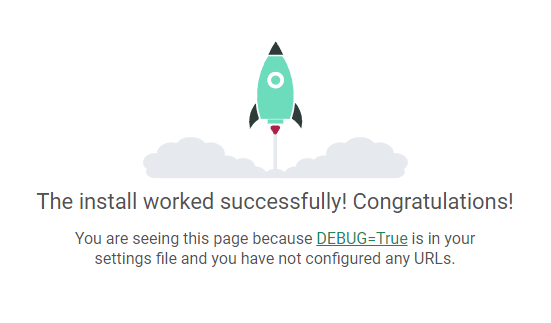 The install worked successfully! Congratulations!
You are seeing this page because DEBUG=True is in your
settings file and you have not configured any URLs.